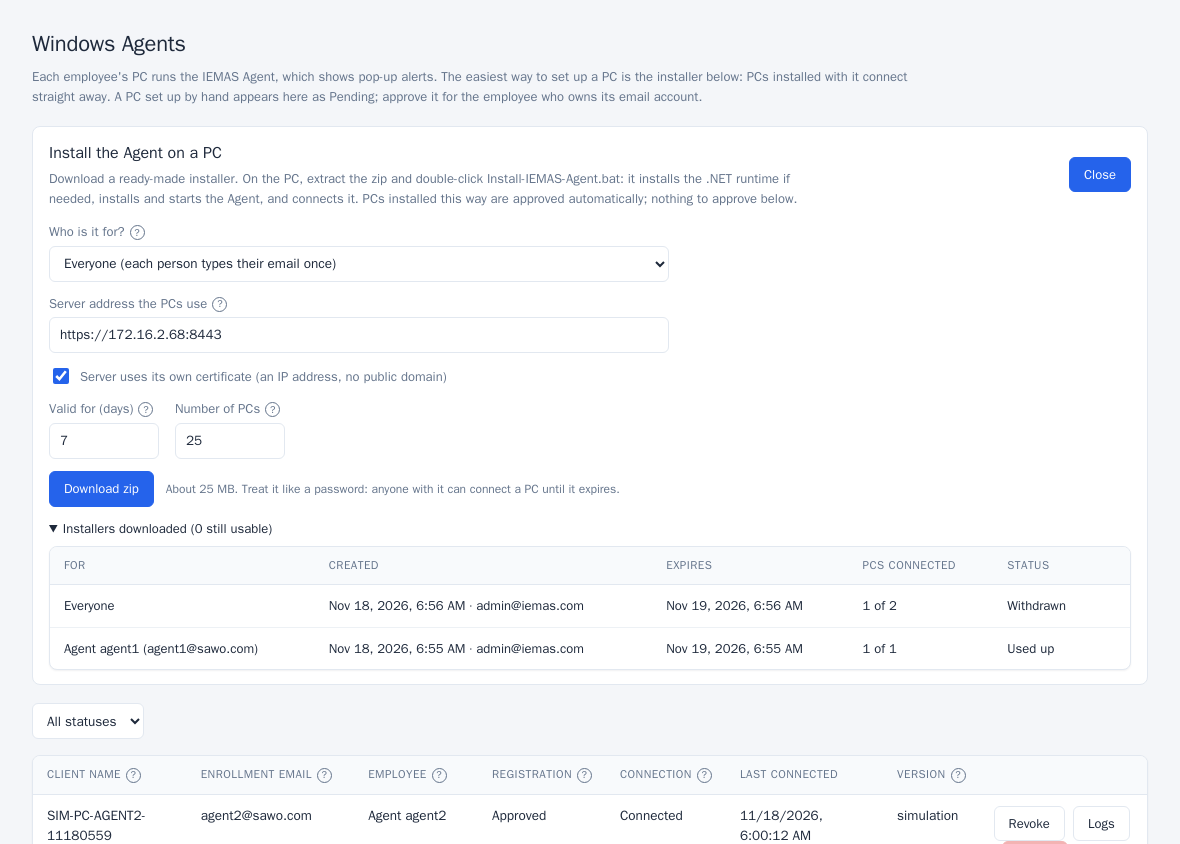 Windows Agents
Each employee's PC runs the IEMAS Agent, which shows pop-up alerts. The easiest way to set up a PC is the installer below: PCs installed with it connect
straight away. A PC set up by hand appears here as Pending; approve it for the employee who owns its email account.
Install the Agent on a PC
Download a ready-made installer. On the PC, extract the zip and double-click Install-IEMAS-Agent.bat: it installs the .NET runtime if
needed, installs and starts the Agent, and connects it. PCs installed this way are approved automatically; nothing to approve below.
Close
Who is it for? ?
Everyone (each person types their email once)
Server address the PCs use ?
https://172.16.2.68:8443
Server uses its own certificate (an IP address, no public domain)
Valid for (days) ? Number of PCs ?
7 25
Download zip About 25 MB. Treat it like a password: anyone with it can connect a PC until it expires.
▼ Installers downloaded (0 still usable)
FOR CREATED EXPIRES PCS CONNECTED STATUS
Everyone Nov 18, 2026, 6:56 AM · admin@iemas.com Nov 19, 2026, 6:56 AM 1 of 2 Withdrawn
Agent agent1 (agent1@sawo.com) Nov 18, 2026, 6:55 AM · admin@iemas.com Nov 19, 2026, 6:55 AM 1 of 1 Used up
All statuses
CLIENT NAME ? ENROLLMENT EMAIL ? EMPLOYEE ? REGISTRATION ? CONNECTION ? LAST CONNECTED VERSION ?
SIM-PC-AGENT2- agent2@sawo.com Agent agent2 Approved Connected 11/18/2026, simulation Revoke Logs
11180559 6:00:12 AM